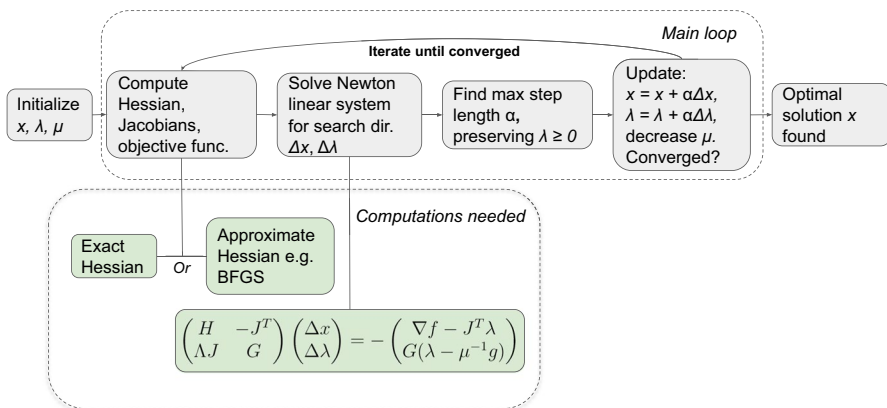 Main loop
Iterate until converged
Initialize
x, λ, μ
Compute
Hessian,
Jacobians,
objective func.
Solve Newton
linear system
for search dir.
Δx, Δλ
Find max step
length α,
preserving λ ≥ 0
Update:
x = x + αΔx,
λ = λ + αΔλ,
decrease μ.
Converged?
Optimal
solution x
found
Computations needed
Exact
Hessian
Or
Approximate
Hessian e.g.
BFGS
(H −J^T) (Δx) = − (∇f − J^T λ)
(ΛJ G) (Δλ) (G(λ − μ^−1 g))